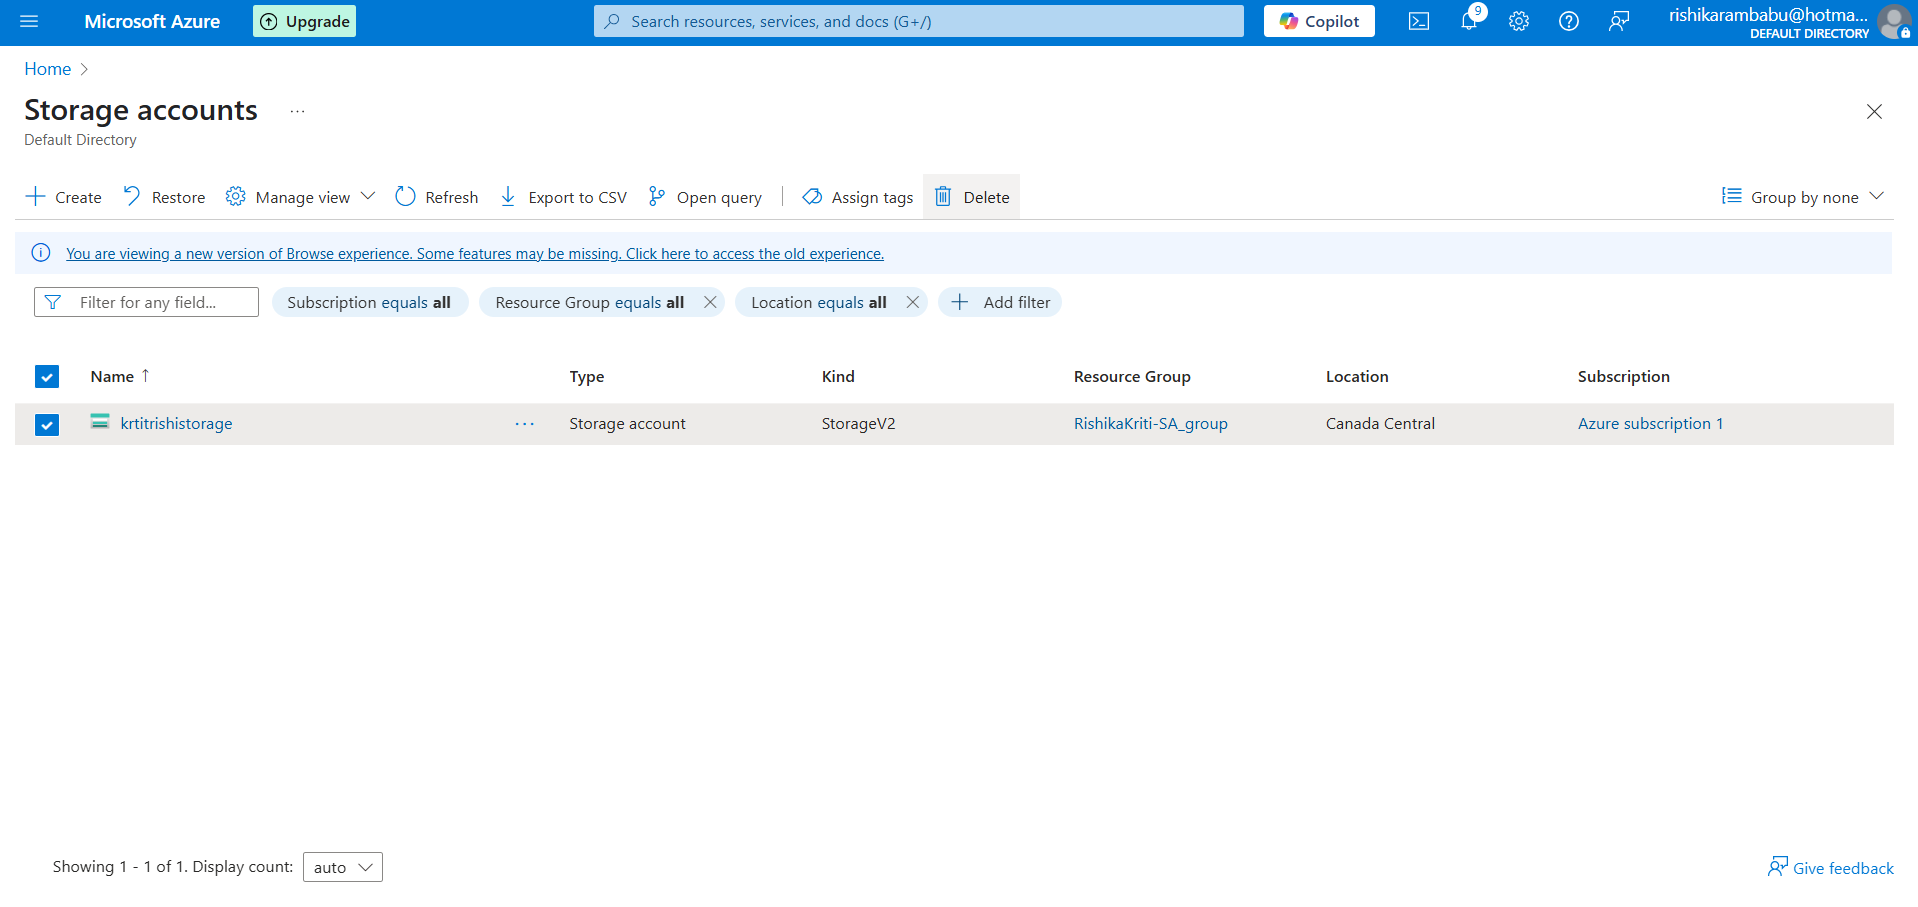 Microsoft Azure
Upgrade
Search resources, services, and docs (G+/)
Copilot
9
rishikarambabu@hotma...
DEFAULT DIRECTORY
Home
Storage accounts
...
Default Directory
Create
Restore
Manage view
Refresh
Export to CSV
Open query
Assign tags
Delete
Group by none
You are viewing a new version of Browse experience. Some features may be missing. Click here to access the old experience.
Filter for any field...
Subscription equals all
Resource Group equals all
Location equals all
Add filter
Name ↑
Type
Kind
Resource Group
Location
Subscription
krtitrishistorage
...
Storage account
StorageV2
RishikaKriti-SA_group
Canada Central
Azure subscription 1
Showing 1 - 1 of 1. Display count:
auto
Give feedback